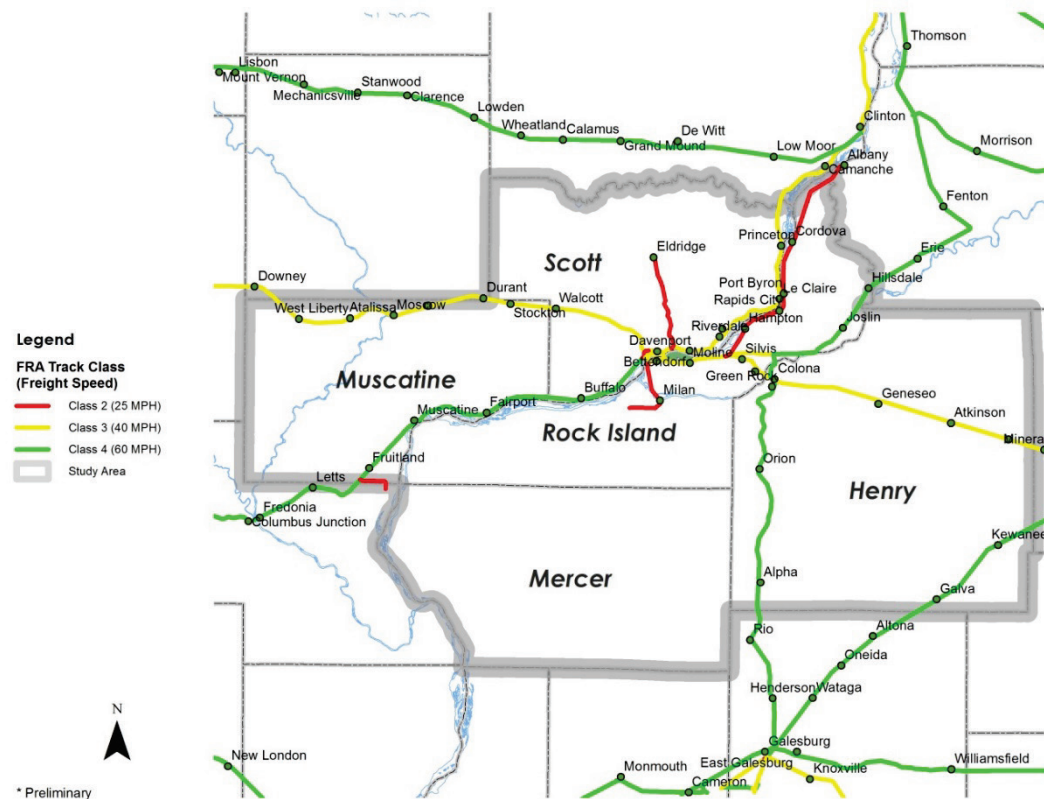 Thomson
Lisbon
Mount Vernon
Stanwood
Mechanicsville
Clarence
Lowden
Wheatland
Calamus
Grand Mound
De Witt
Clinton
Low Moor
Albany
Camanche
Morrison
Fenton
Princeton
Cordova
Erie
Eldridge
Scott
Downey
Durant
Port Byron
Le Claire
Hillsdale
West Liberty
Atalissa
Moscow
Stockton
Walcott
Rapids City
Hampton
Riverdale
Joslin
Legend
FRA Track Class
(Freight Speed)
Class 2 (25 MPH)
Class 3 (40 MPH)
Class 4 (60 MPH)
Study Area
Davenport
Moline
Silvis
Bettendorf
Green Rock
Colona
Muscatine
Buffalo
Milan
Geneseo
Muscatine
Fairport
Rock Island
Atkinson
Minera
Fruitland
Orion
Letts
Henry
Fredonia
Columbus Junction
Kewanee
Mercer
Alpha
Galva
Rio
Altona
Oneida
Henderson
Wataga
N
New London
Galesburg
East Galesburg
Monmouth
Knoxville
Williamsfield
Cameron
* Preliminary